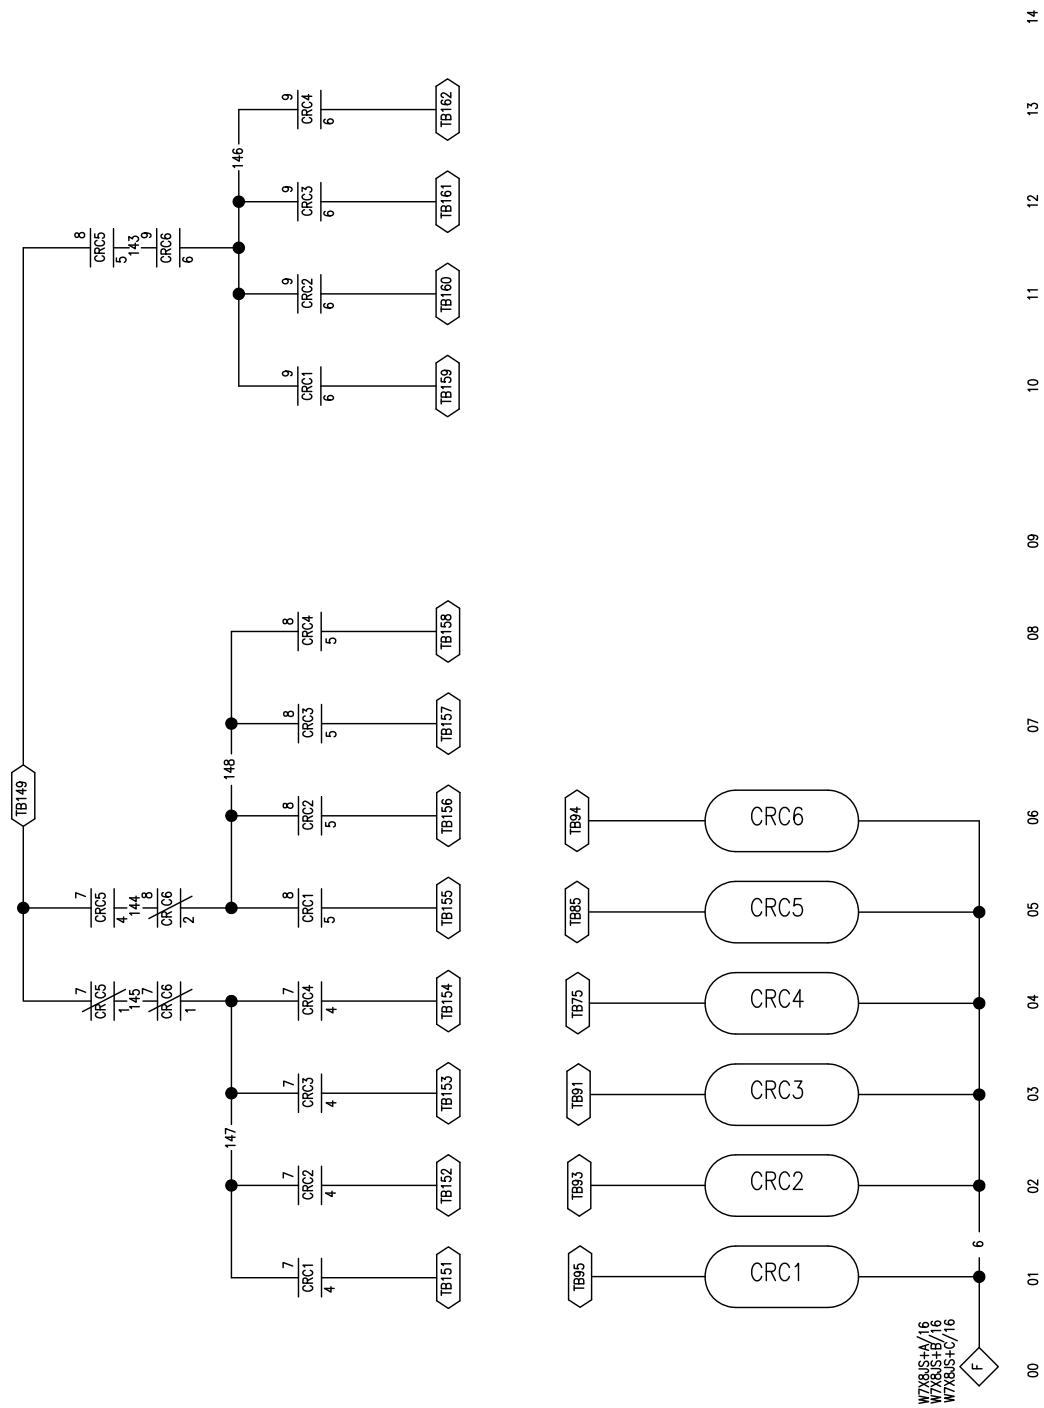 TB149
7 7 8
CRC5 CRC5 CRC5
1 4 5
145 144 143
7 8 9
CRC6 CRC6 CRC6
1 2 6
147 148 146
7 7 7 7 8 8 8 8 9 9 9 9
CRC1 CRC2 CRC3 CRC4 CRC1 CRC2 CRC3 CRC4 CRC1 CRC2 CRC3 CRC4
4 4 4 4 5 5 5 5 6 6 6 6
TB151 TB152 TB153 TB154 TB155 TB156 TB157 TB158 TB159 TB160 TB161 TB162
TB95 TB93 TB91 TB75 TB85 TB94
CRC1 CRC2 CRC3 CRC4 CRC5 CRC6
W7X8JS+A/16
W7X8JS+B/16
W7X8JS+C/16
F 6
00 01 02 03 04 05 06 07 08 09 10 11 12 13 14